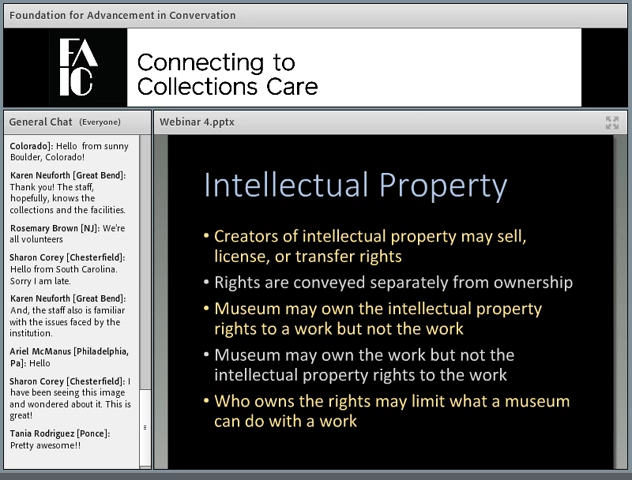 Foundation for Advancement in Convervation
FA
IC
Connecting to
Collections Care
General Chat (Everyone)
Colorado]: Hello from sunny
Boulder, Colorado!
Karen Neuforth [Great Bend]:
Thank you! The staff,
hopefully, knows the
collections and the facilities.
Rosemary Brown [NJ]: We're
all volunteers
Sharon Corey [Chesterfield]:
Hello from South Carolina.
Sorry I am late.
Karen Neuforth [Great Bend]:
And, the staff also is familiar
with the issues faced by the
institution.
Ariel McManus [Philadelphia,
Pa]: Hello
Sharon Corey [Chesterfield]: I
have been seeing this image
and wondered about it. This is
great!
Tania Rodriguez [Ponce]:
Pretty awesome!!
Webinar 4.pptx
Intellectual Property
• Creators of intellectual property may sell,
license, or transfer rights
• Rights are conveyed separately from ownership
• Museum may own the intellectual property
rights to a work but not the work
• Museum may own the work but not the
intellectual property rights to the work
• Who owns the rights may limit what a museum
can do with a work